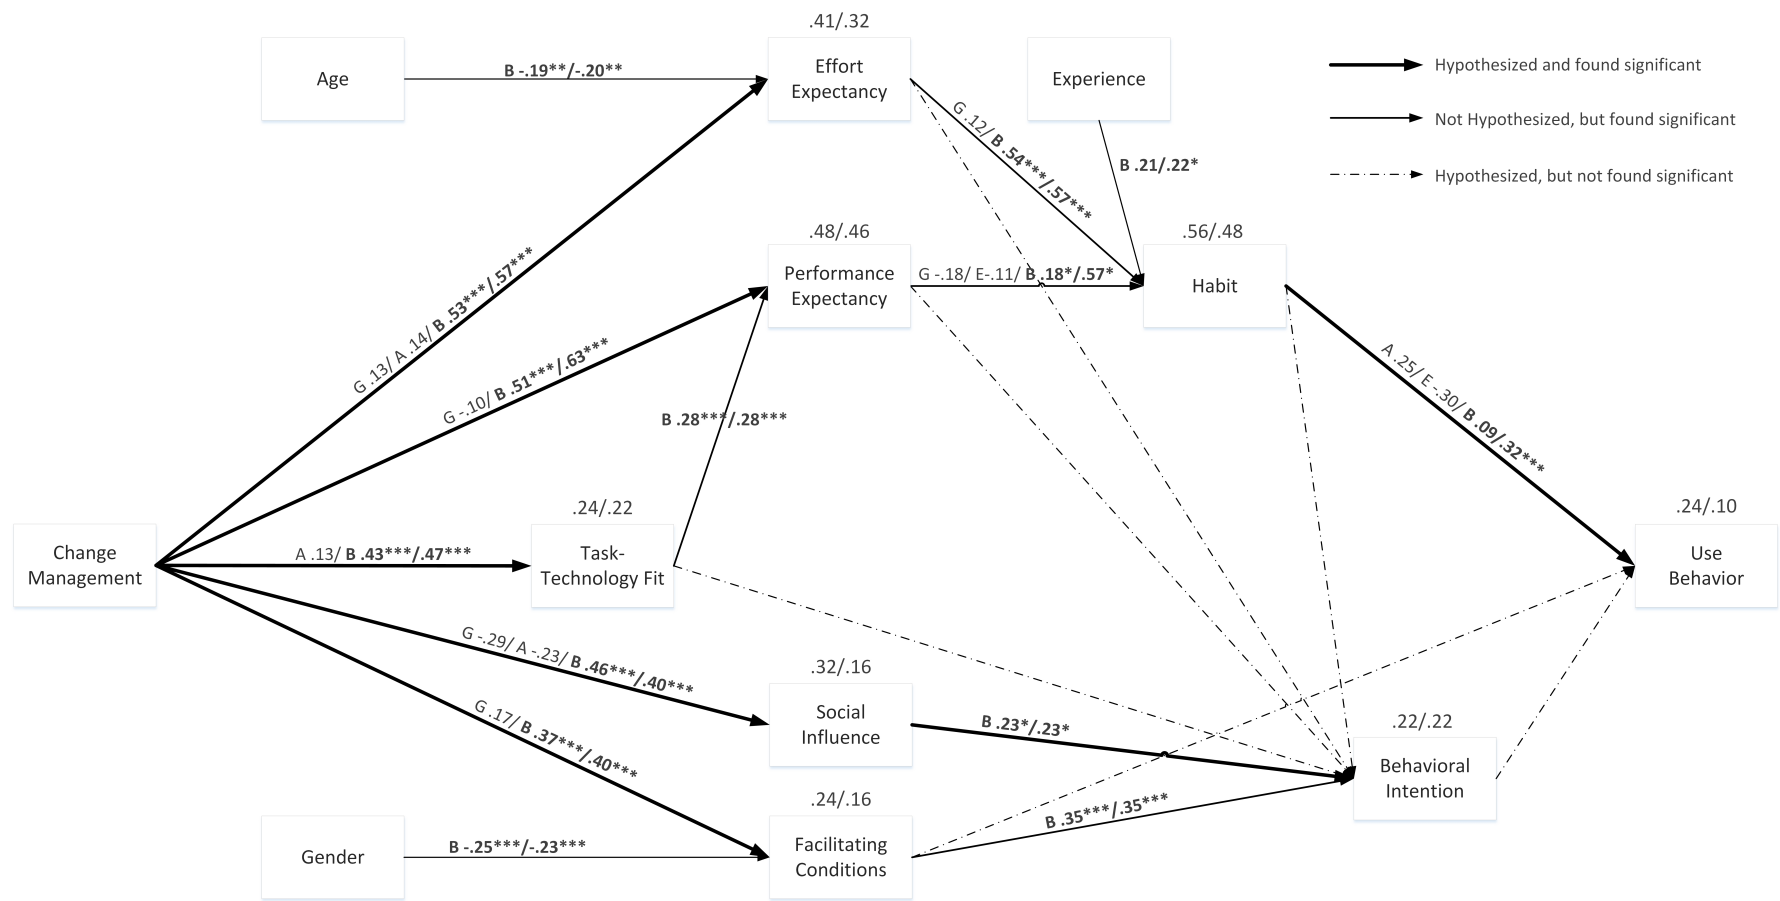 .41/.32
Age
B -.19**/-.20**
Effort
Expectancy
Experience
Hypothesized and found significant
Not Hypothesized, but found significant
Hypothesized, but not found significant
G .12/ B .54***/.57***
B .21/.22*
.48/.46
.56/.48
Performance
Expectancy
G -.18/ E-.11/ B .18*/.57*
Habit
G .13/ A .14/ B .53***/.57***
G -.10/ B .51***/.63***
B .28***/.28***
A .25/ E -.30/ B .09/.32***
.24/.22
.24/.10
Change
Management
A .13/ B .43***/.47***
Task-
Technology Fit
Use
Behavior
G -.29/ A -.23/ B .46***/.40***
.32/.16
Social
Influence
B .23*/.23*
.22/.22
Behavioral
Intention
G .17/ B .37***/.40***
.24/.16
B .35***/.35***
Gender
B -.25***/-.23***
Facilitating
Conditions